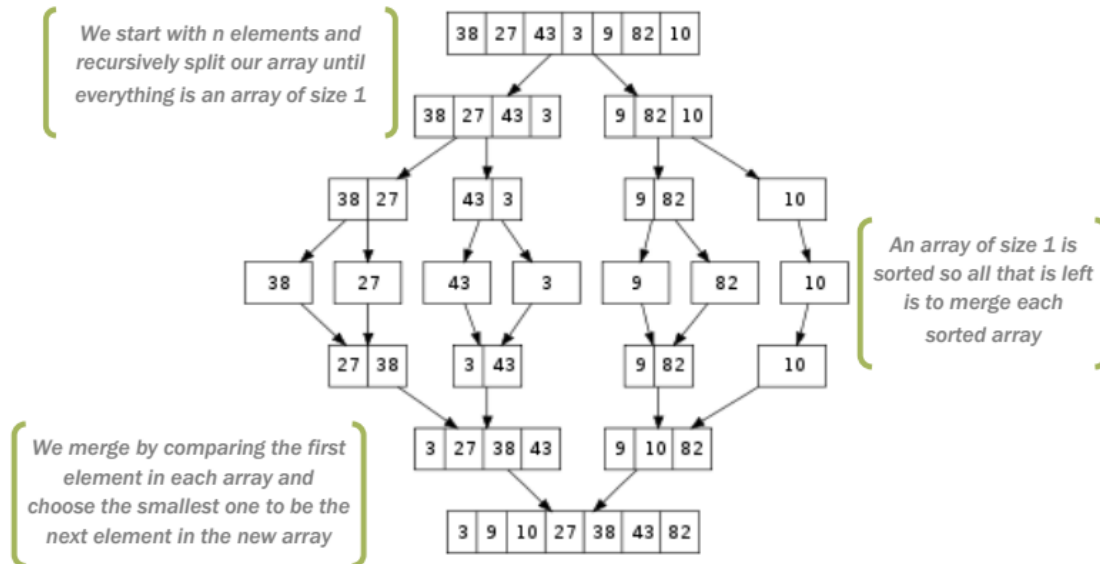 We start with n elements and
recursively split our array until
everything is an array of size 1
38 27 43 3 9 82 10
38 27 43 3
9 82 10
38 27
43 3
9 82
10
38
27
43
3
9
82
10
An array of size 1 is
sorted so all that is left
is to merge each
sorted array
27 38
3 43
9 82
10
We merge by comparing the first
element in each array and
choose the smallest one to be the
next element in the new array
3 27 38 43
9 10 82
3 9 10 27 38 43 82